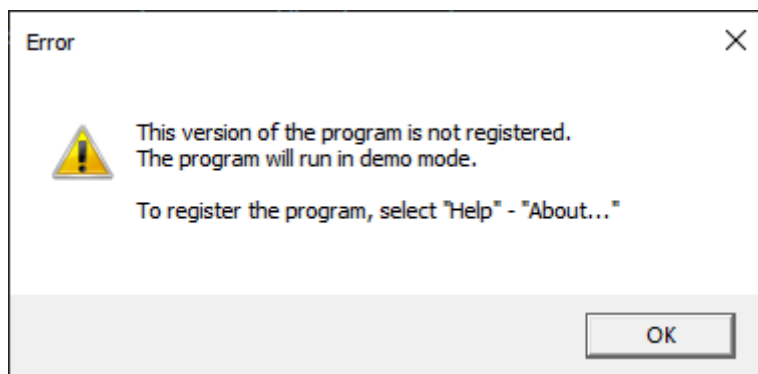 Error
This version of the program is not registered.
The program will run in demo mode.
To register the program, select "Help" - "About..."
OK